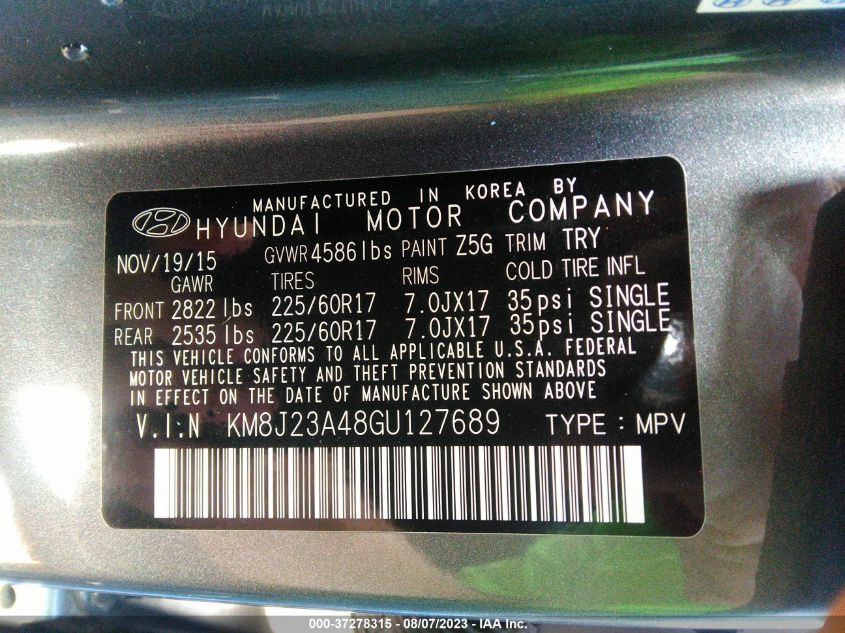 MANUFACTURED IN KOREA BY
HYUNDAI MOTOR COMPANY
NOV/19/15 GVWR 4586lbs PAINT Z5G TRIM TRY
GAWR TIRES RIMS COLD TIRE INFL
FRONT 2822 lbs 225/60R17 7.0JX17 35psi SINGLE
REAR 2535 lbs 225/60R17 7.0JX17 35psi SINGLE
THIS VEHICLE CONFORMS TO ALL APPLICABLE U.S.A. FEDERAL
MOTOR VEHICLE SAFETY AND THEFT PREVENTION STANDARDS
IN EFFECT ON THE DATE OF MANUFACTURE SHOWN ABOVE
V.I.N KM8J23A48GU127689 TYPE : MPV
000-37278315 - 08/07/2023 - IAA Inc.